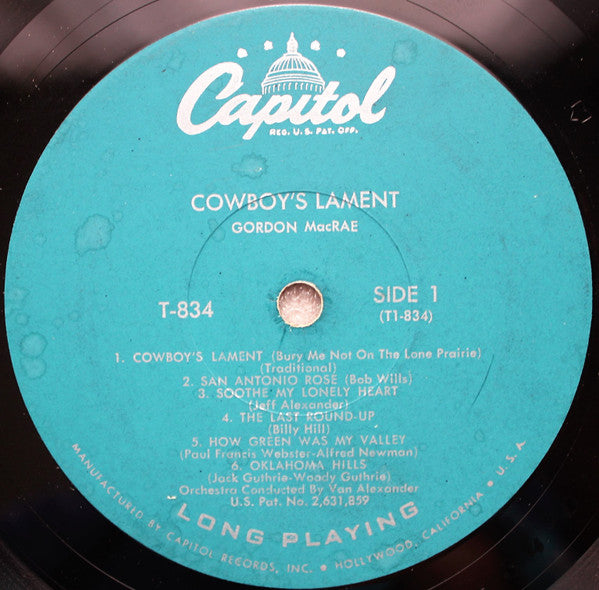 Capitol
REG. U.S. PAT. OFF.
COWBOY'S LAMENT
GORDON MacRAE
T-834
SIDE 1
(T1-834)
1. COWBOY'S LAMENT (Bury Me Not On The Lone Prairie)
(Traditional)
2. SAN ANTONIO ROSE (Bob Wills)
3. SOOTHE MY LONELY HEART
(Jeff Alexander)
4. THE LAST ROUND-UP
(Billy Hill)
5. HOW GREEN WAS MY VALLEY
(Paul Francis Webster-Alfred Newman)
6. OKLAHOMA HILLS
(Jack Guthrie-Woody Guthrie)
Orchestra Conducted By Van Alexander
U.S. Pat. No. 2,631,859
LONG PLAYING
MANUFACTURED BY CAPITOL RECORDS, INC. • HOLLYWOOD, CALIFORNIA • U.S.A.